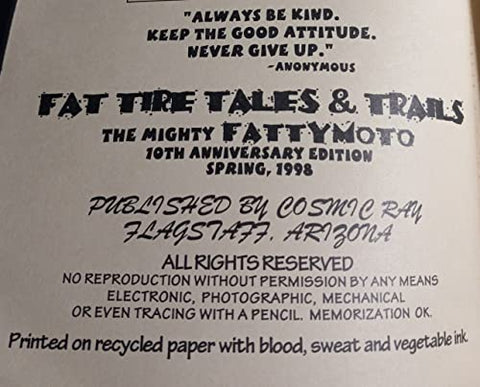 "ALWAYS BE KIND.
KEEP THE GOOD ATTITUDE.
NEVER GIVE UP."
-ANONYMOUS
FAT TIRE TALES & TRAILS
THE MIGHTY FATTYMOTO
10TH ANNIVERSARY EDITION
SPRING, 1998
PUBLISHED BY COSMIC RAY
FLAGSTAFF, ARIZONA
ALL RIGHTS RESERVED
NO REPRODUCTION WITHOUT PERMISSION BY ANY MEANS
ELECTRONIC, PHOTOGRAPHIC, MECHANICAL
OR EVEN TRACING WITH A PENCIL. MEMORIZATION OK.
Printed on recycled paper with blood, sweat and vegetable ink